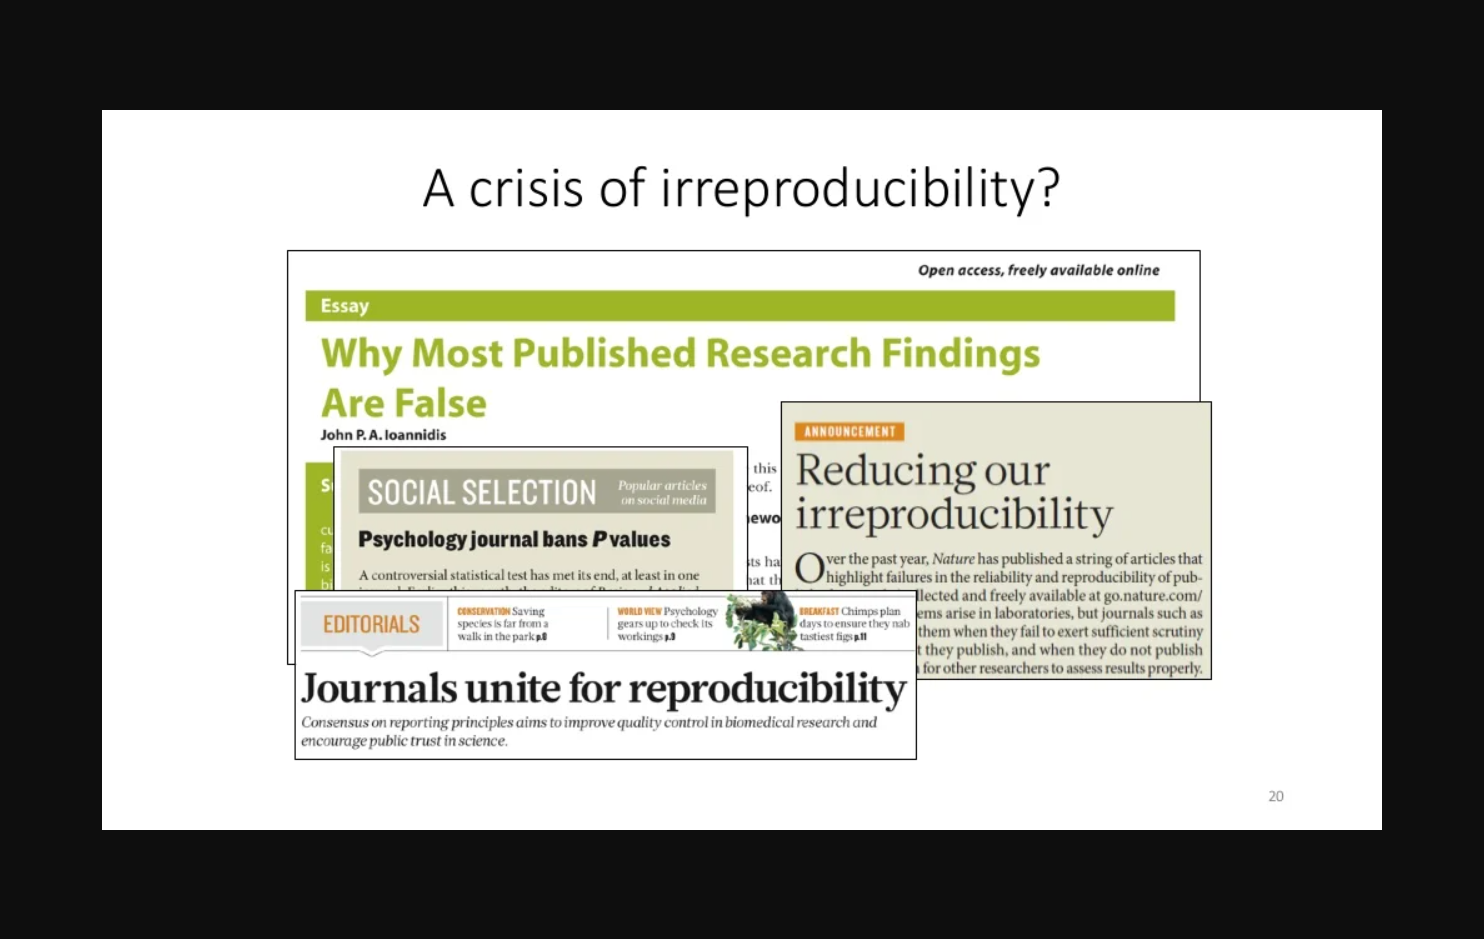 A crisis of irreproducibility?
Open access, freely available online
Essay
Why Most Published Research Findings
Are False
John P. A. Ioannidis
this
eof.
ts ha
SOCIAL SELECTION
Popular articles
on social media
Psychology journal bans P values
A controversial statistical test has met its end, at least in one
ANNOUNCEMENT
Reducing our
irreproducibility
Over the past year, Nature has published a string of articles that
highlight failures in the reliability and reproducibility of pub-
llected and freely available at go.nature.com/
ems arise in laboratories, but journals such as
them when they fail to exert sufficient scrutiny
t they publish, and when they do not publish
for other researchers to assess results properly.
EDITORIALS
CONSERVATION Saving
species is far from a
walk in the park p.8
WORLD VIEW Psychology
gears up to check its
workings p.9
BREAKFAST Chimps plan
days to ensure they nab
tastiest figs p.11
Journals unite for reproducibility
Consensus on reporting principles aims to improve quality control in biomedical research and
encourage public trust in science.
20